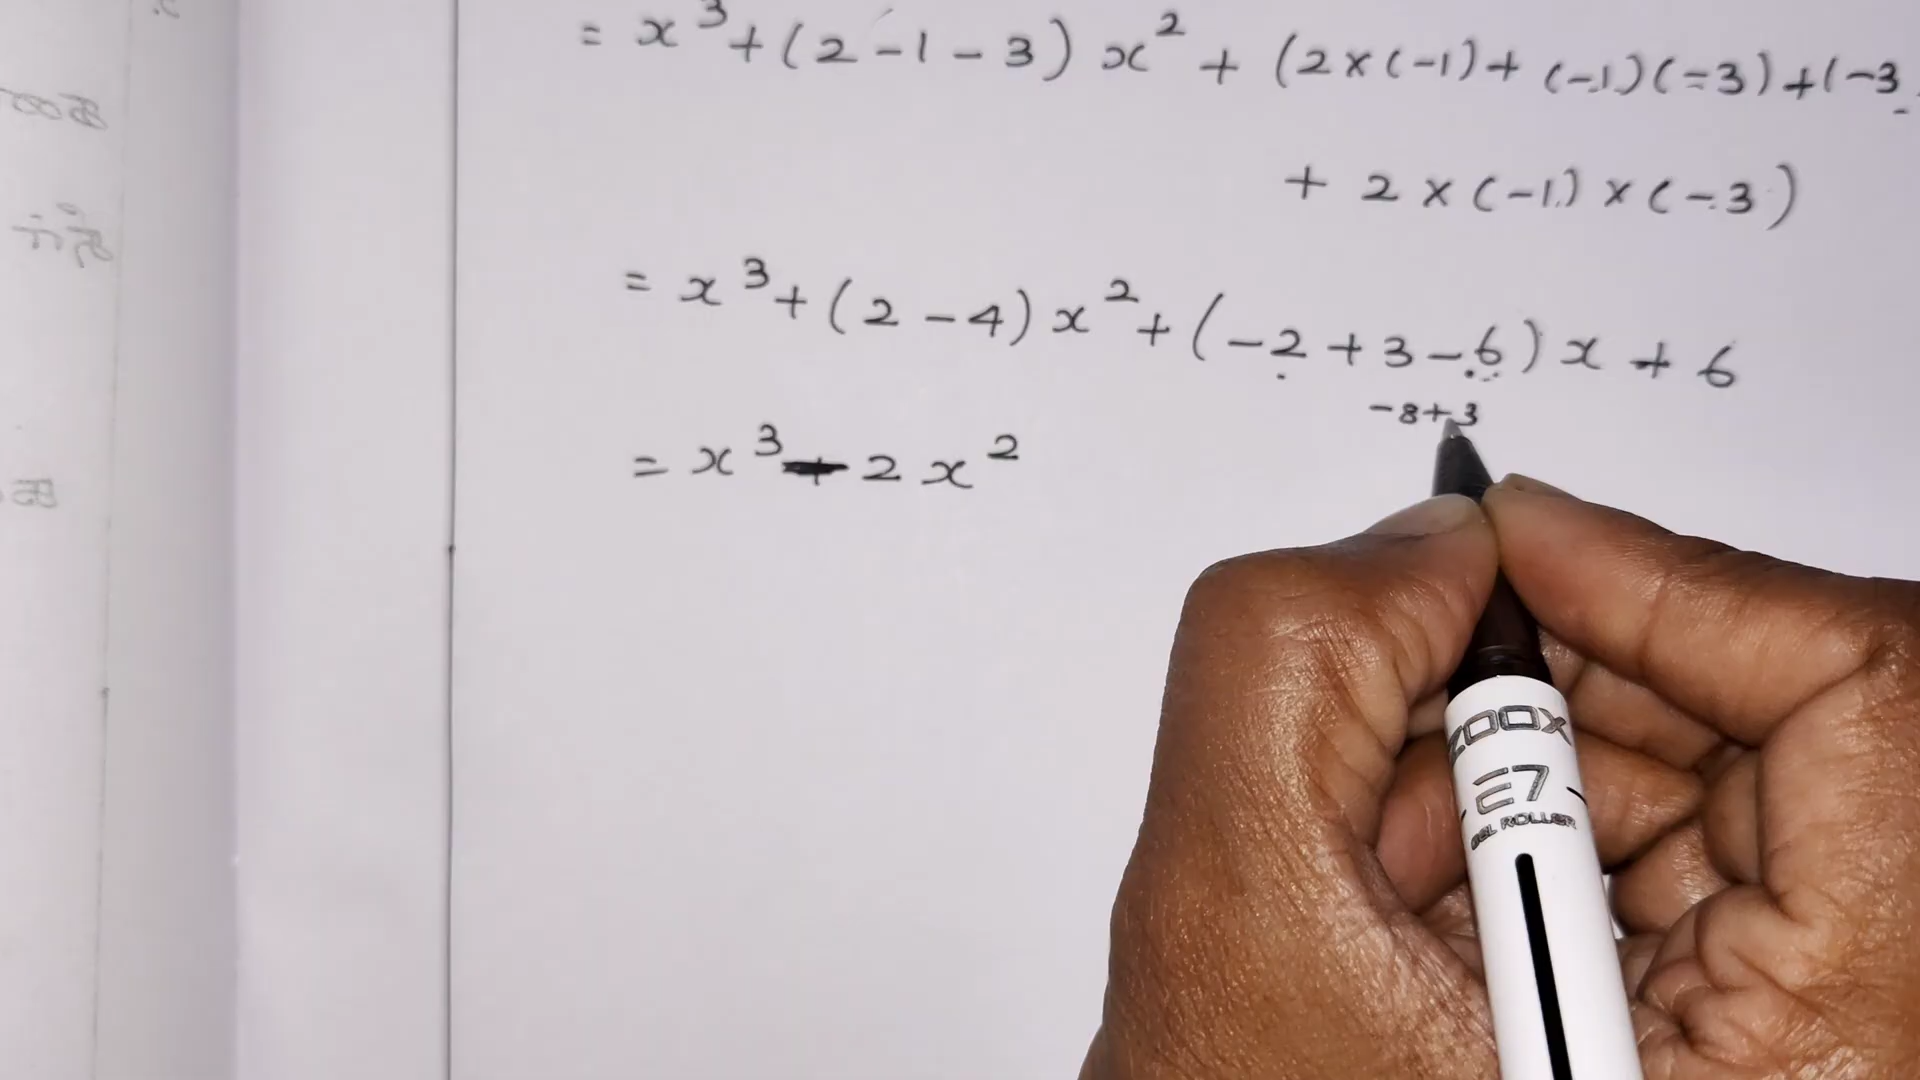 = x³ + (2 - 1 - 3) x² + (2 × (-1) + (-1)(-3) + (-3
+ 2 × (-1) × (-3)
= x³ + (2 - 4) x² + (-2 + 3 - 6) x + 6
-8+3
= x³ - 2 x²
ZOOX
E7
GEL ROLLER